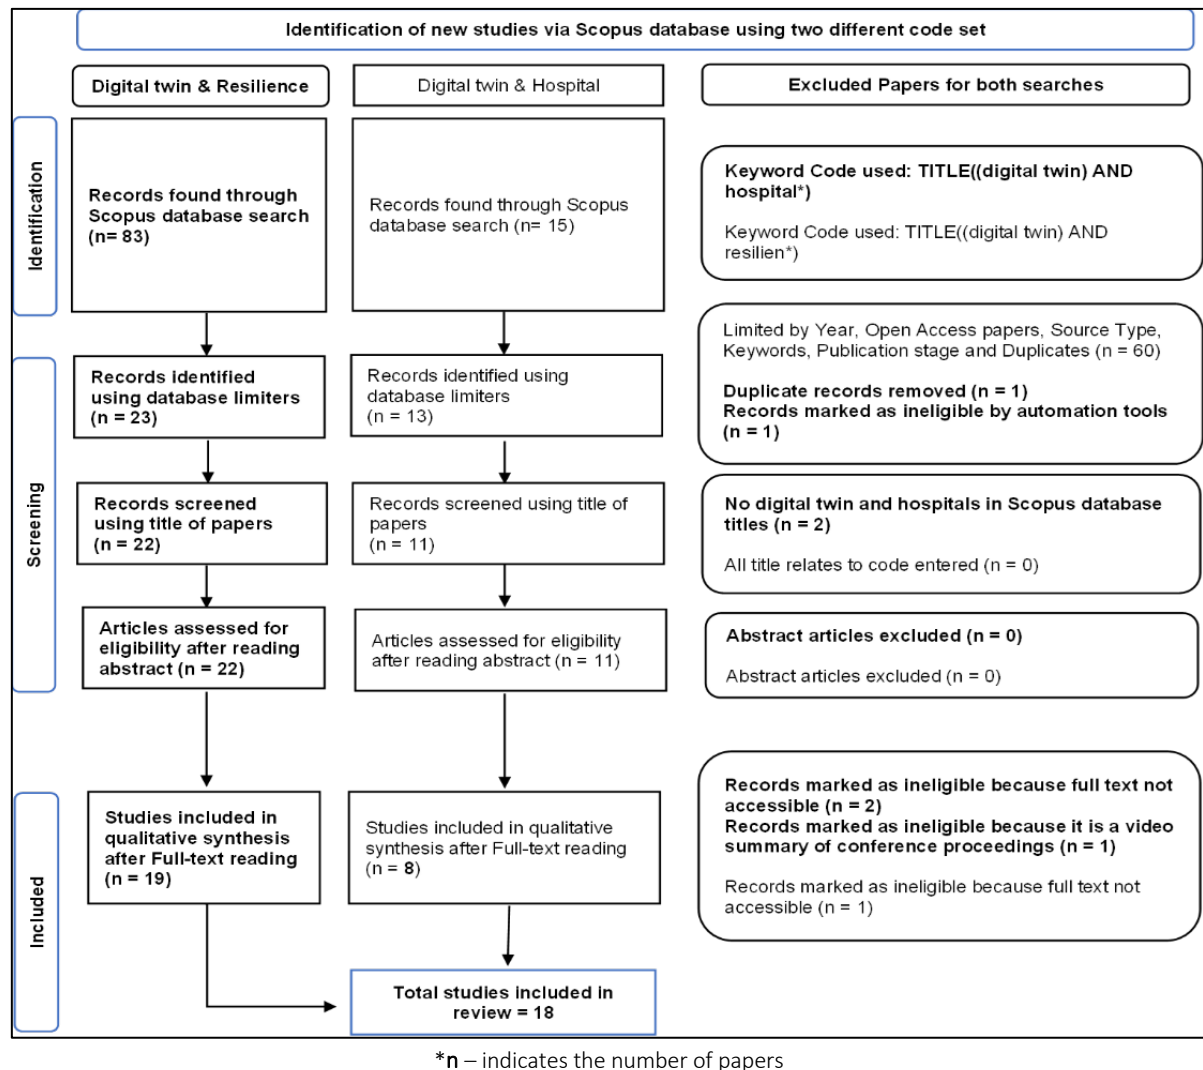 Identification of new studies via Scopus database using two different code set
Digital twin & Resilience
Digital twin & Hospital
Excluded Papers for both searches
Identification
Records found through
Scopus database search
(n= 83)
Records found through Scopus
database search (n= 15)
Keyword Code used: TITLE((digital twin) AND
hospital*)
Keyword Code used: TITLE((digital twin) AND
resilien*)
Screening
Records identified
using database limiters
(n = 23)
Records identified using
database limiters
(n = 13)
Limited by Year, Open Access papers, Source Type,
Keywords, Publication stage and Duplicates (n = 60)
Duplicate records removed (n = 1)
Records marked as ineligible by automation tools
(n = 1)
Records screened
using title of papers
(n = 22)
Records screened using title of
papers
(n = 11)
No digital twin and hospitals in Scopus database
titles (n = 2)
All title relates to code entered (n = 0)
Articles assessed for
eligibility after reading
abstract (n = 22)
Articles assessed for eligibility
after reading abstract (n = 11)
Abstract articles excluded (n = 0)
Abstract articles excluded (n = 0)
Included
Studies included in
qualitative synthesis
after Full-text reading
(n = 19)
Studies included in qualitative
synthesis after Full-text reading
(n = 8)
Records marked as ineligible because full text not
accessible (n = 2)
Records marked as ineligible because it is a video
summary of conference proceedings (n = 1)
Records marked as ineligible because full text not
accessible (n = 1)
Total studies included in
review = 18
*n – indicates the number of papers